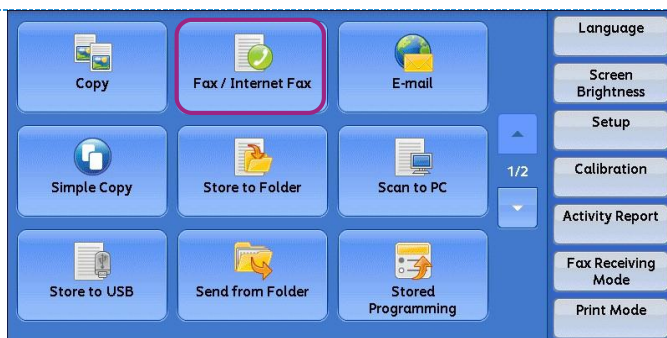 Copy
Fax / Internet Fax
E-mail
Simple Copy
Store to Folder
Scan to PC
Store to USB
Send from Folder
Stored
Programming
1/2
Language
Screen
Brightness
Setup
Calibration
Activity Report
Fax Receiving
Mode
Print Mode